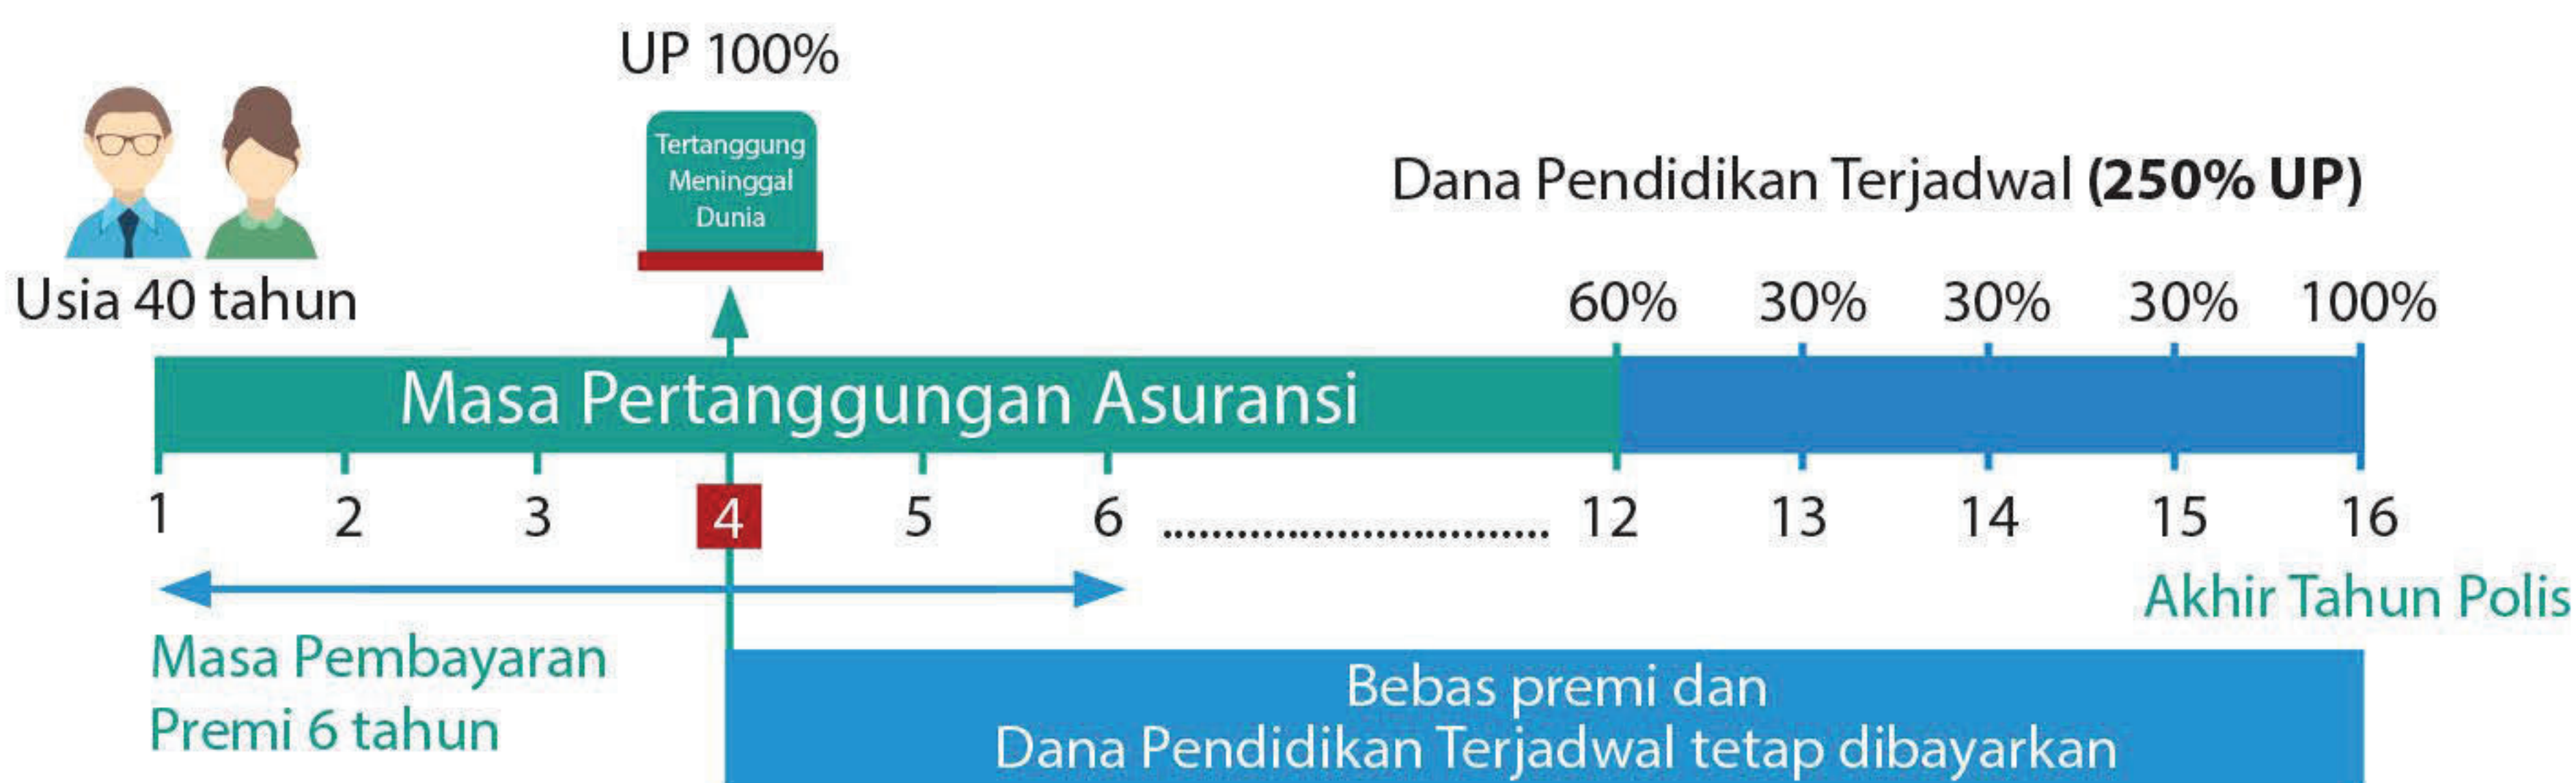 UP 100%
Tertanggung
Meninggal
Dunia
Usia 40 tahun
Dana Pendidikan Terjadwal (250% UP)
60% 30% 30% 30% 100%
Masa Pertanggungan Asuransi
1 2 3 4 5 6 ................................ 12 13 14 15 16
Akhir Tahun Polis
Masa Pembayaran
Premi 6 tahun
Bebas premi dan
Dana Pendidikan Terjadwal tetap dibayarkan